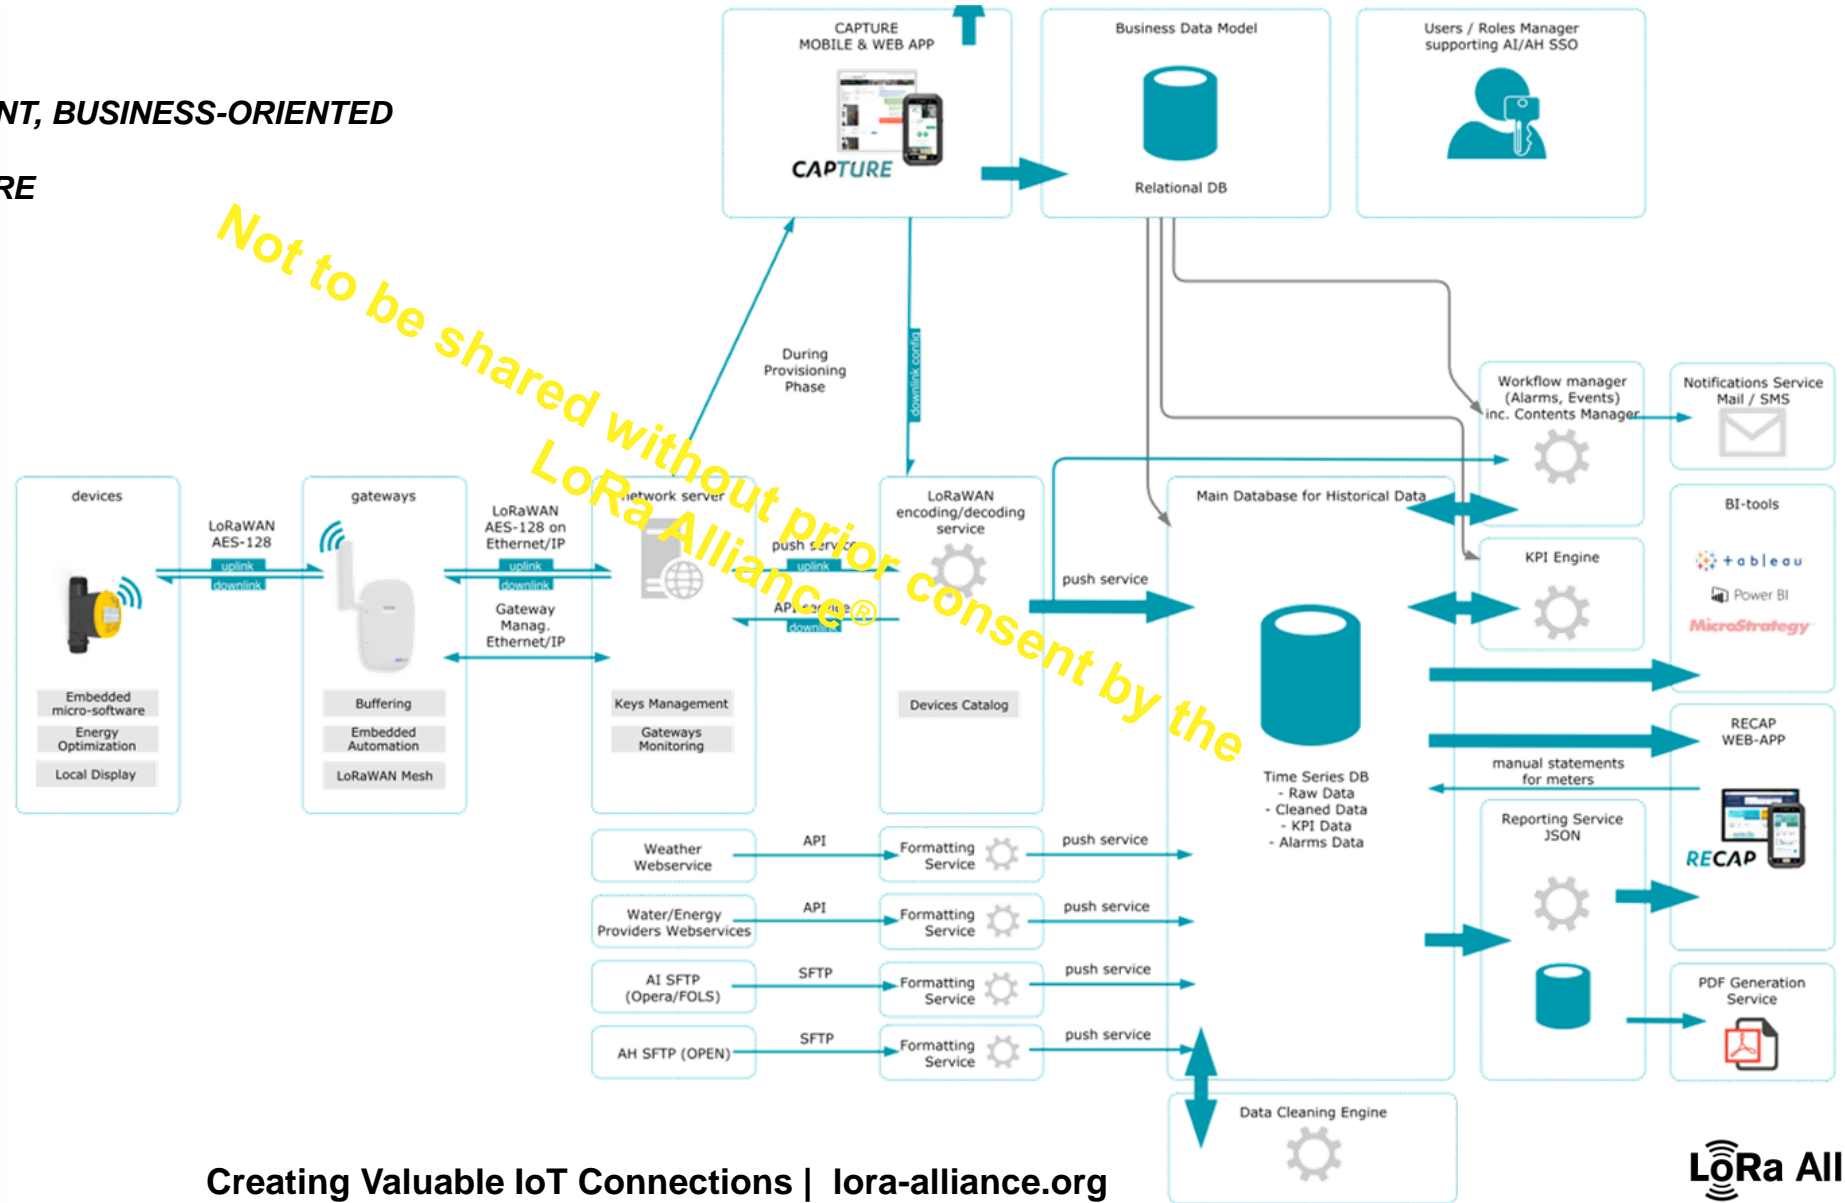 CAPTURE
MOBILE & WEB APP
CAPTURE
Business Data Model
Relational DB
Users / Roles Manager
supporting AI/AH SSO
NT, BUSINESS-ORIENTED
RE
Not to be shared without prior consent by the
LoRa Alliance®
During
Provisioning
Phase
downlink config
Workflow manager
(Alarms, Events)
inc. Contents Manager
Notifications Service
Mail / SMS
devices
LoRaWAN
AES-128
uplink
downlink
Embedded
micro-software
Energy
Optimization
Local Display
gateways
LoRaWAN
AES-128 on
Ethernet/IP
uplink
downlink
Gateway
Manag.
Ethernet/IP
Buffering
Embedded
Automation
LoRaWAN Mesh
network server
push service
uplink
API service
downlink
Keys Management
Gateways
Monitoring
LoRaWAN
encoding/decoding
service
Devices Catalog
push service
Main Database for Historical Data
Time Series DB
- Raw Data
- Cleaned Data
- KPI Data
- Alarms Data
KPI Engine
BI-tools
+ableau
Power BI
MicroStrategy
RECAP
WEB-APP
RECAP
manual statements
for meters
Reporting Service
JSON
PDF Generation
Service
Weather
Webservice
API
Formatting
Service
push service
Water/Energy
Providers Webservices
API
Formatting
Service
push service
AI SFTP
(Opera/FOLS)
SFTP
Formatting
Service
push service
AH SFTP (OPEN)
SFTP
Formatting
Service
push service
Data Cleaning Engine
Creating Valuable IoT Connections | lora-alliance.org
LoRa All